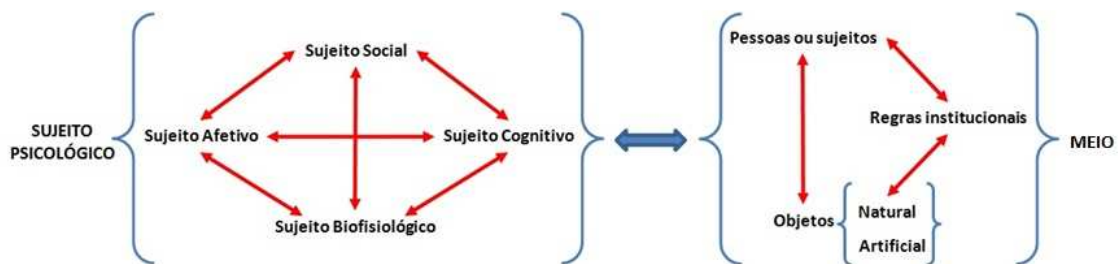 SUJEITO
PSICOLÓGICO
Sujeito Social
Sujeito Afetivo
Sujeito Cognitivo
Sujeito Biofisiológico
Pessoas ou sujeitos
Regras institucionais
Objetos
Natural
Artificial
MEIO